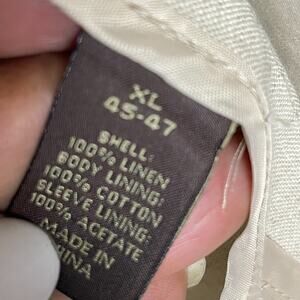 XL
45-47
SHELL:
100% LINEN
BODY LINING:
100% COTTON
SLEEVE LINING:
100% ACETATE
MADE IN
CHINA